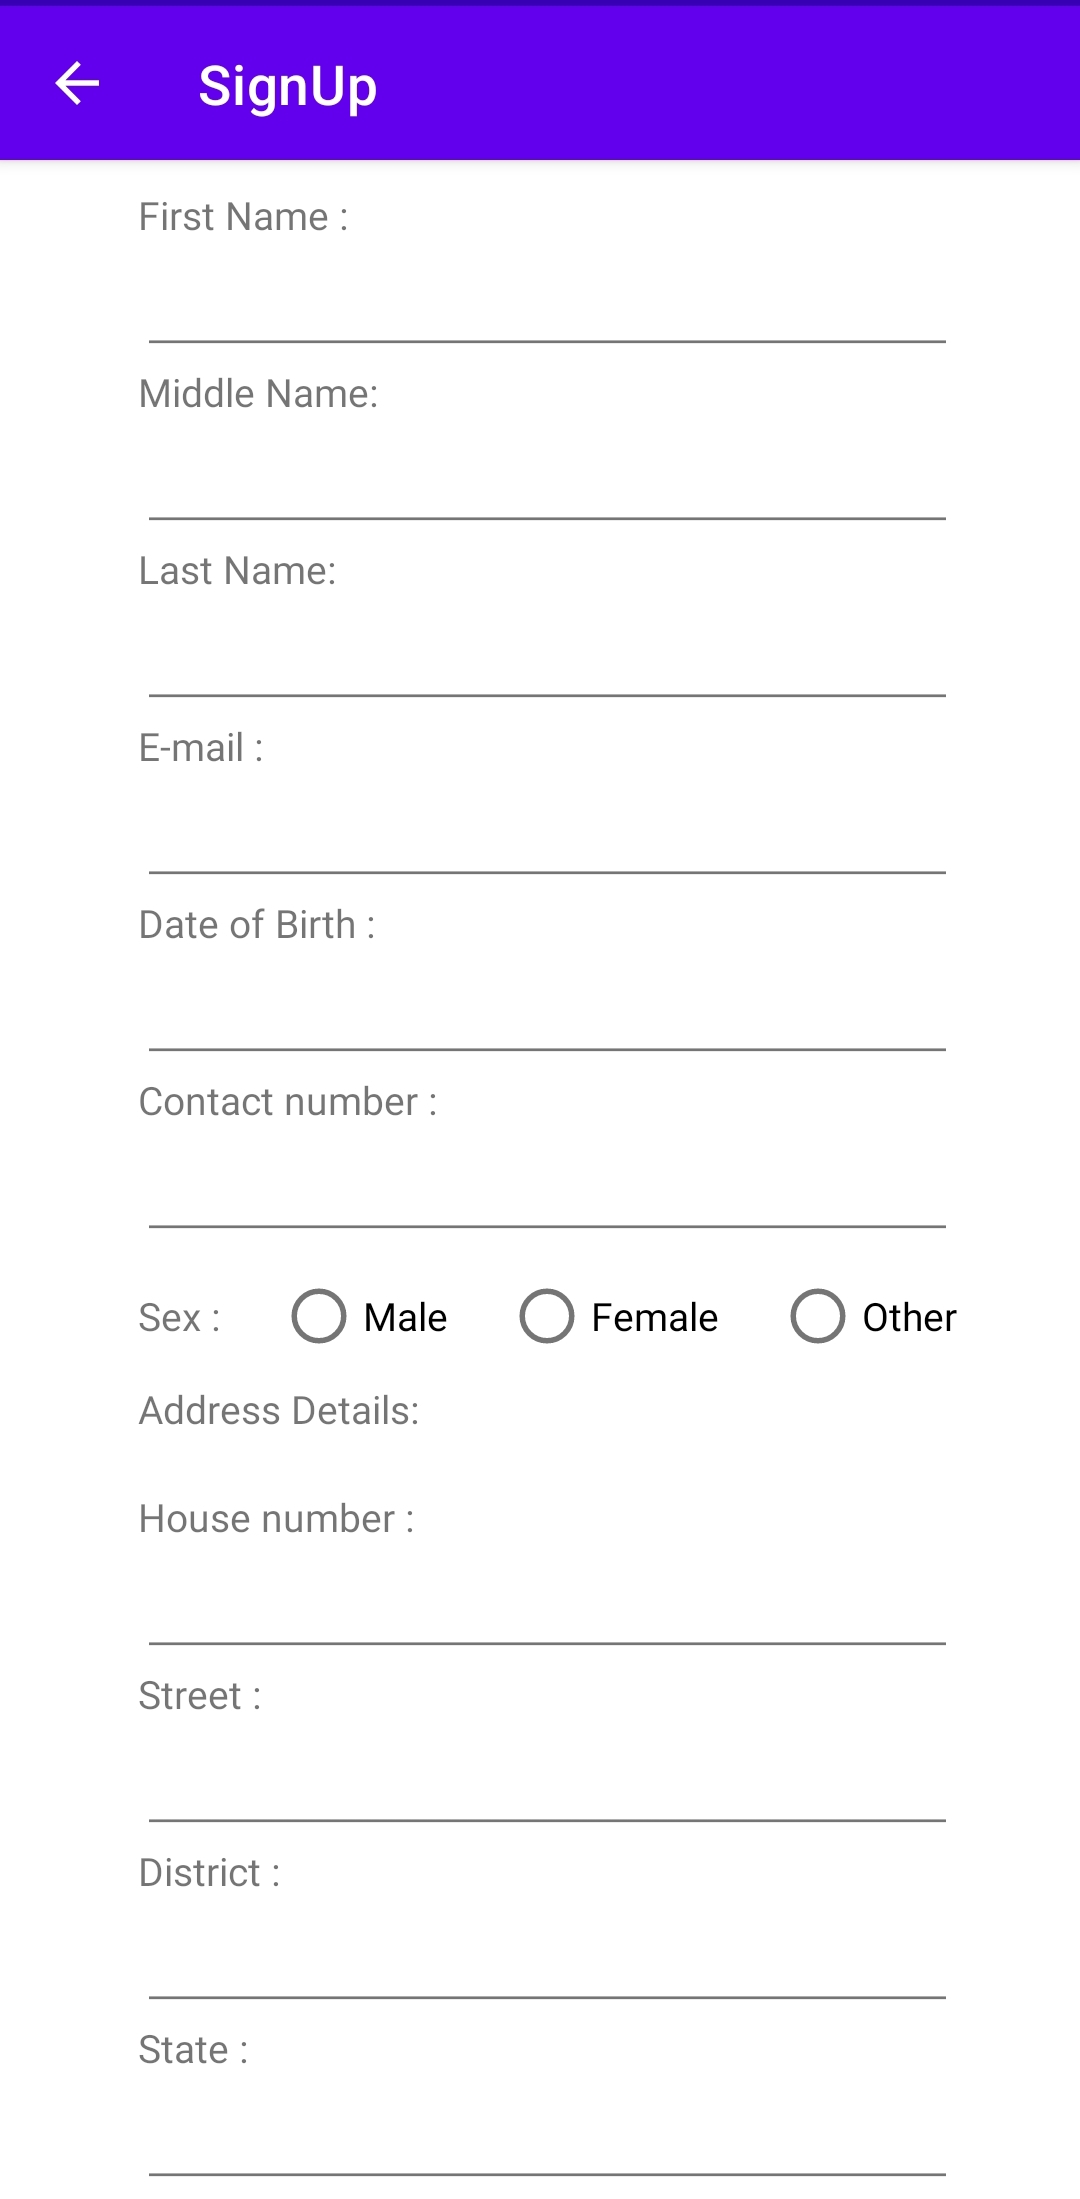 SignUp
First Name :
Middle Name:
Last Name:
E-mail :
Date of Birth :
Contact number :
Sex : Male Female Other
Address Details:
House number :
Street :
District :
State :